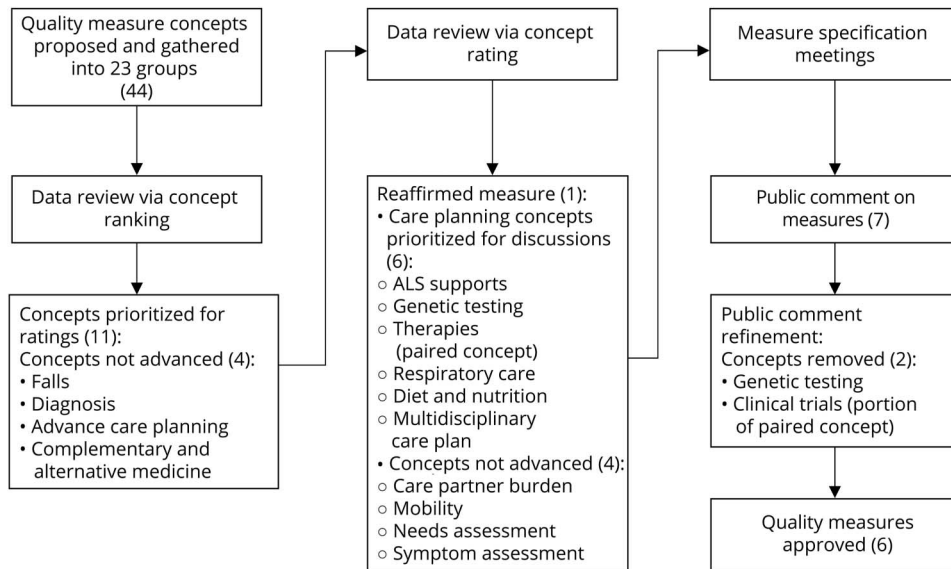 Quality measure concepts
proposed and gathered
into 23 groups
(44)
Data review via concept
ranking
Concepts prioritized for
ratings (11):
Concepts not advanced (4):
• Falls
• Diagnosis
• Advance care planning
• Complementary and
alternative medicine
Data review via concept
rating
Reaffirmed measure (1):
• Care planning concepts
prioritized for discussions
(6):
○ ALS supports
○ Genetic testing
○ Therapies
(paired concept)
○ Respiratory care
○ Diet and nutrition
○ Multidisciplinary
care plan
• Concepts not advanced (4):
○ Care partner burden
○ Mobility
○ Needs assessment
○ Symptom assessment
Measure specification
meetings
Public comment on
measures (7)
Public comment
refinement:
Concepts removed (2):
• Genetic testing
• Clinical trials (portion
of paired concept)
Quality measures
approved (6)